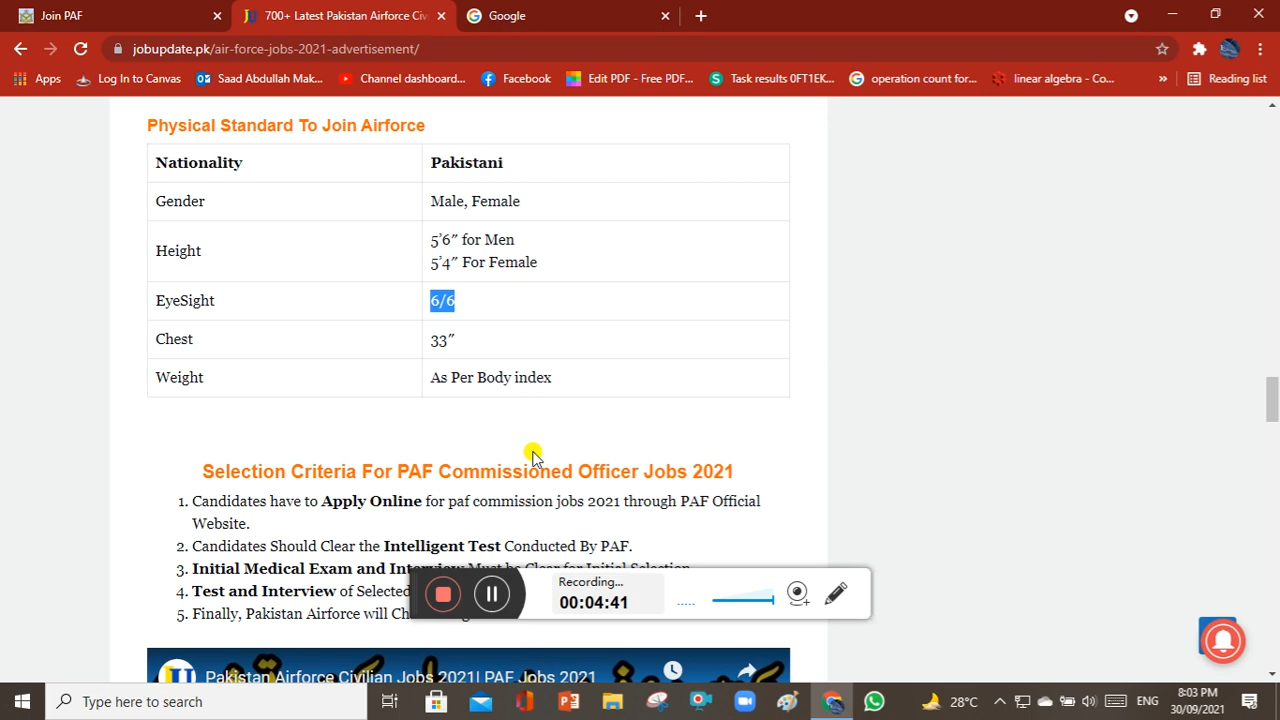 Join PAF
700+ Latest Pakistan Airforce Civ
Google
jobupdate.pk/air-force-jobs-2021-advertisement/
Apps
Log In to Canvas
Saad Abdullah Mak...
Channel dashboard...
Facebook
Edit PDF - Free PDF...
Task results 0FT1EK...
operation count for...
linear algebra - Co...
»
Reading list
Physical Standard To Join Airforce
Nationality Pakistani
Gender Male, Female
Height 5'6″ for Men
5'4″ For Female
EyeSight 6/6
Chest 33″
Weight As Per Body index
Selection Criteria For PAF Commissioned Officer Jobs 2021
1. Candidates have to Apply Online for paf commission jobs 2021 through PAF Official
Website.
2. Candidates Should Clear the Intelligent Test Conducted By PAF.
3. Initial Medical Exam and Interview Must be Clear for Initial Selection
4. Test and Interview of Selected
5. Finally, Pakistan Airforce will
Recording...
00:04:41
Pakistan Airforce Civilian Jobs 2021| PAF Jobs 2021
Type here to search
28°C
ENG
8:03 PM
30/09/2021